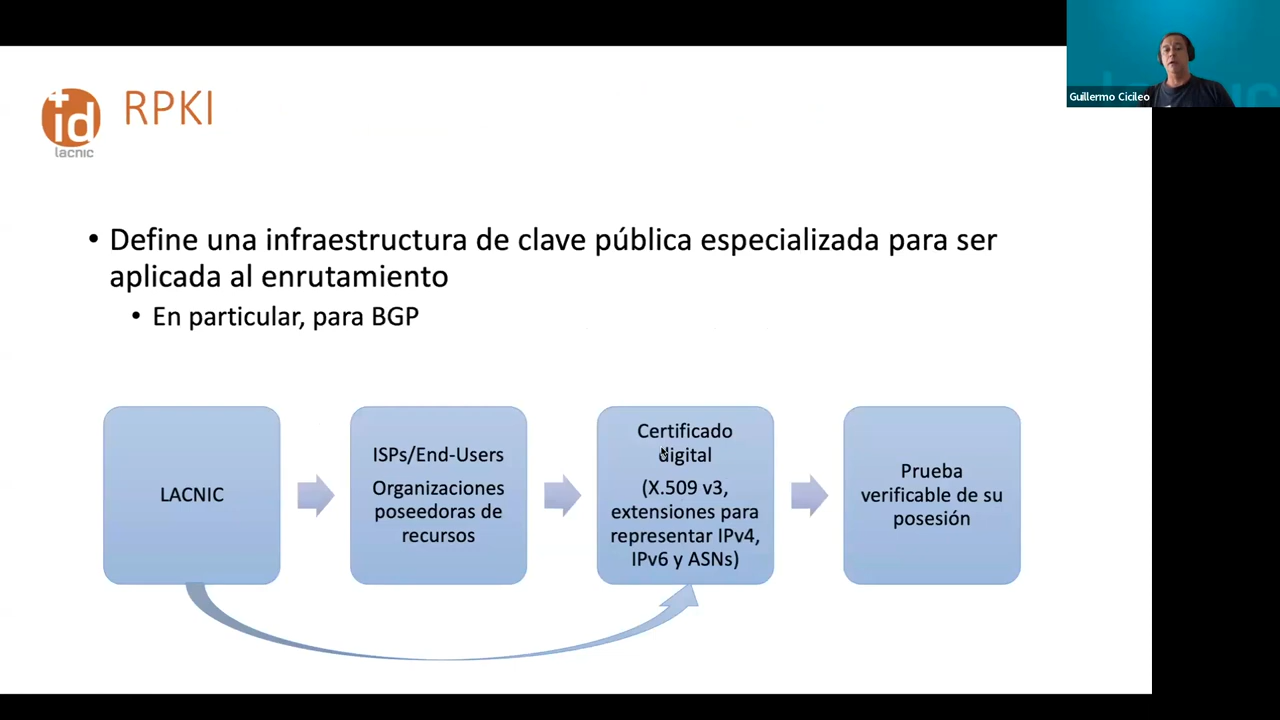 +
id
lacnic
RPKI
Guillermo Cicileo
• Define una infraestructura de clave pública especializada para ser
aplicada al enrutamiento
• En particular, para BGP
LACNIC
ISPs/End-Users
Organizaciones
poseedoras de
recursos
Certificado
digital
(X.509 v3,
extensiones para
representar IPv4,
IPv6 y ASNs)
Prueba
verificable de su
posesión